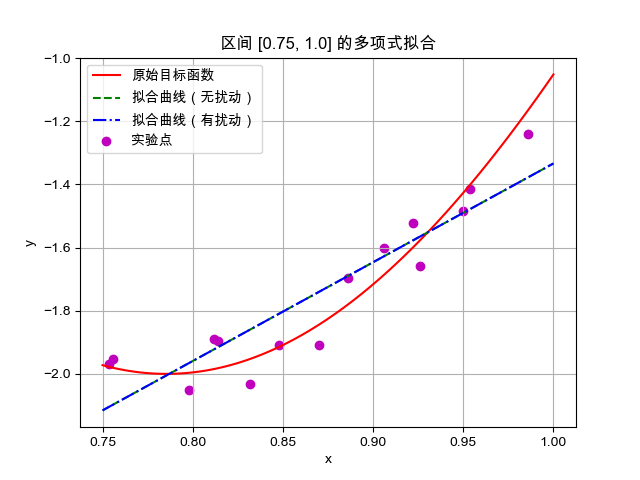 区间 [0.75, 1.0] 的多项式拟合
原始目标函数
拟合曲线（无扰动）
拟合曲线（有扰动）
实验点
−1.0
−1.2
−1.4
−1.6
−1.8
−2.0
y
0.75 0.80 0.85 0.90 0.95 1.00
x